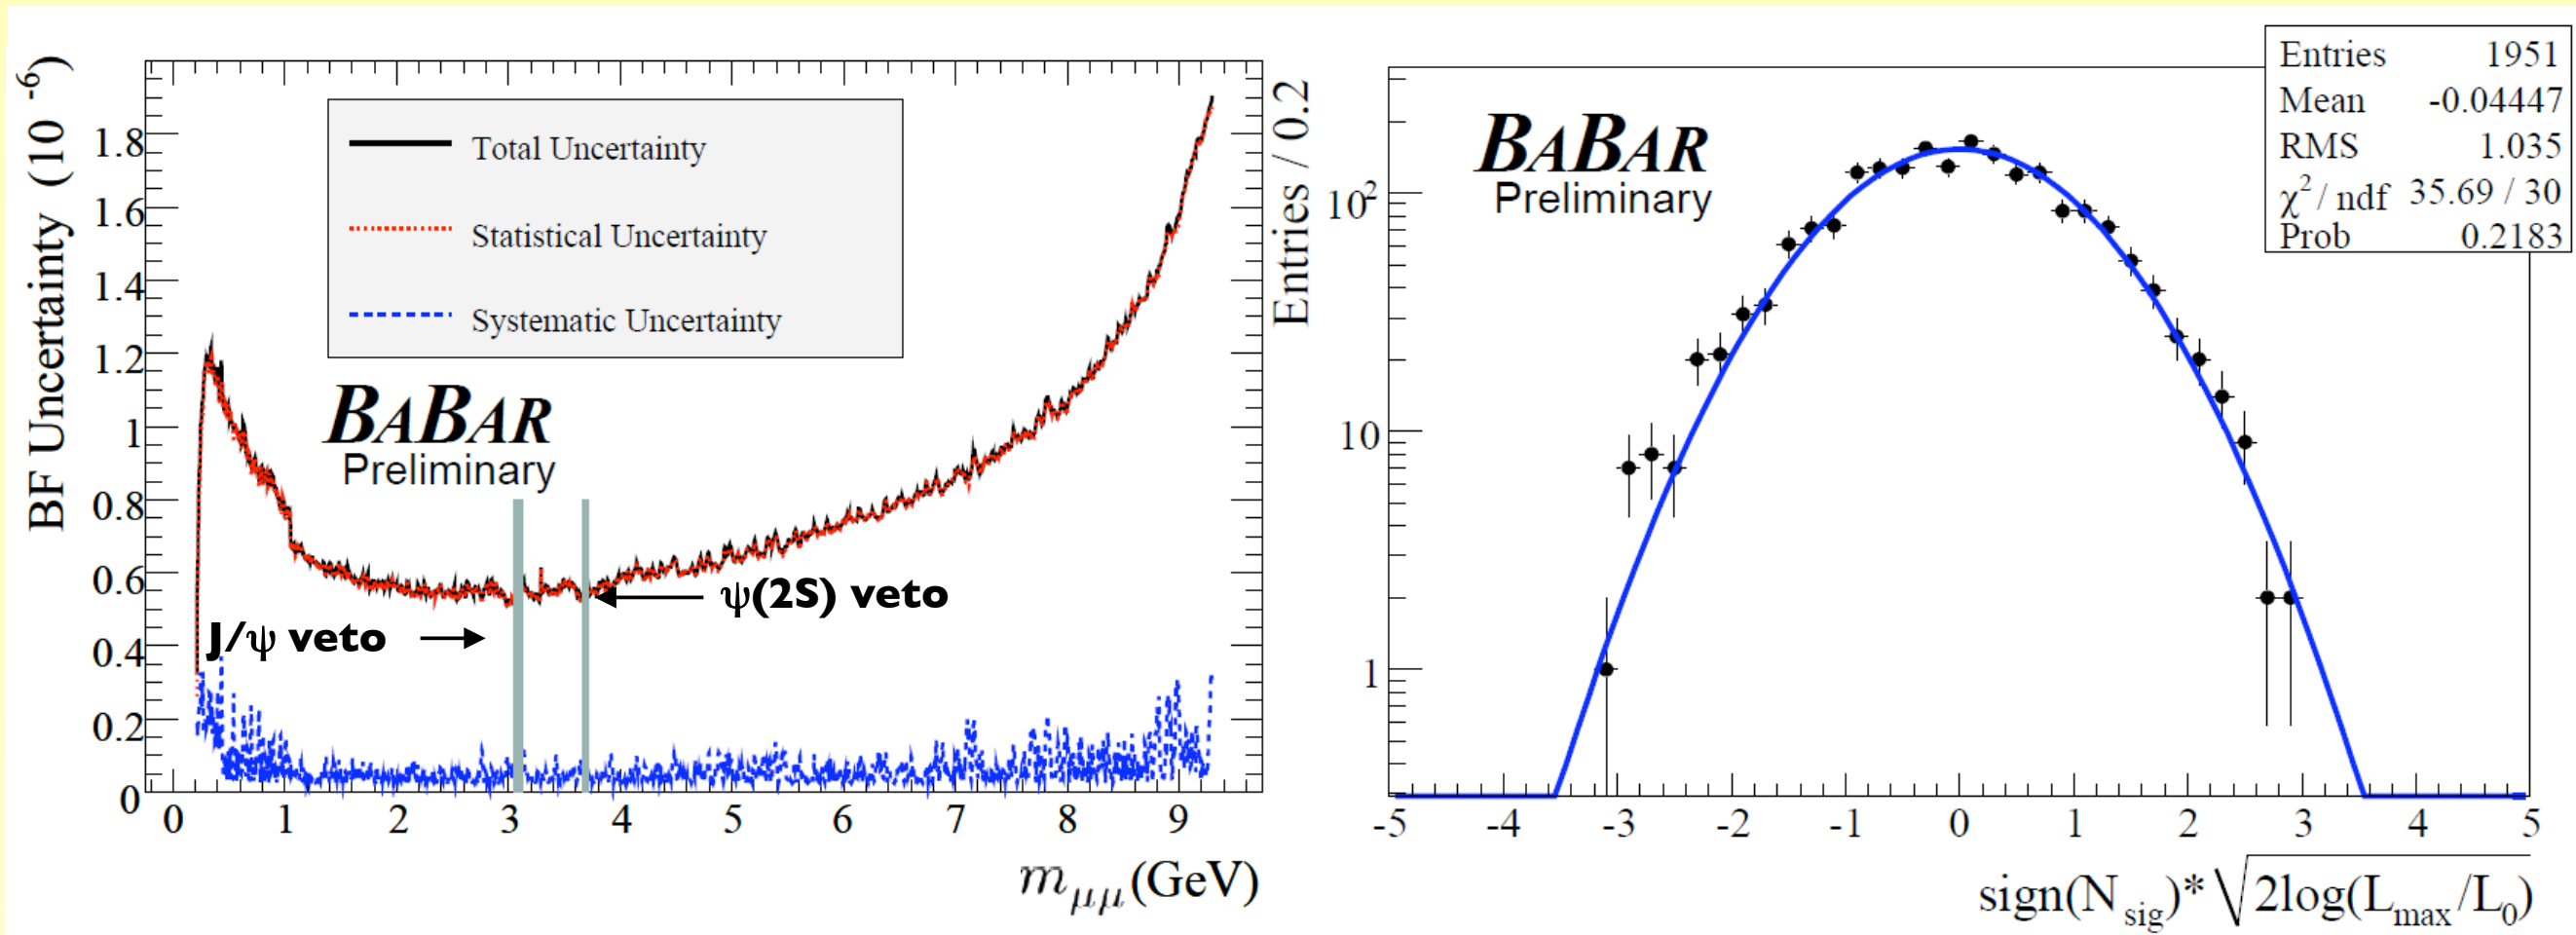 BF Uncertainty (10 -6)
1.8
1.6
1.4
1.2
1
0.8
0.6
0.4
0.2
0
Total Uncertainty
Statistical Uncertainty
Systematic Uncertainty
BABAR
Preliminary
ψ(2S) veto
J/ψ veto
0 1 2 3 4 5 6 7 8 9
mμμ (GeV)
Entries / 0.2
10²
10
1
BABAR
Preliminary
Entries 1951
Mean -0.04447
RMS 1.035
χ² / ndf 35.69 / 30
Prob 0.2183
-5 -4 -3 -2 -1 0 1 2 3 4 5
sign(Nsig)* √2log(Lmax/L0)